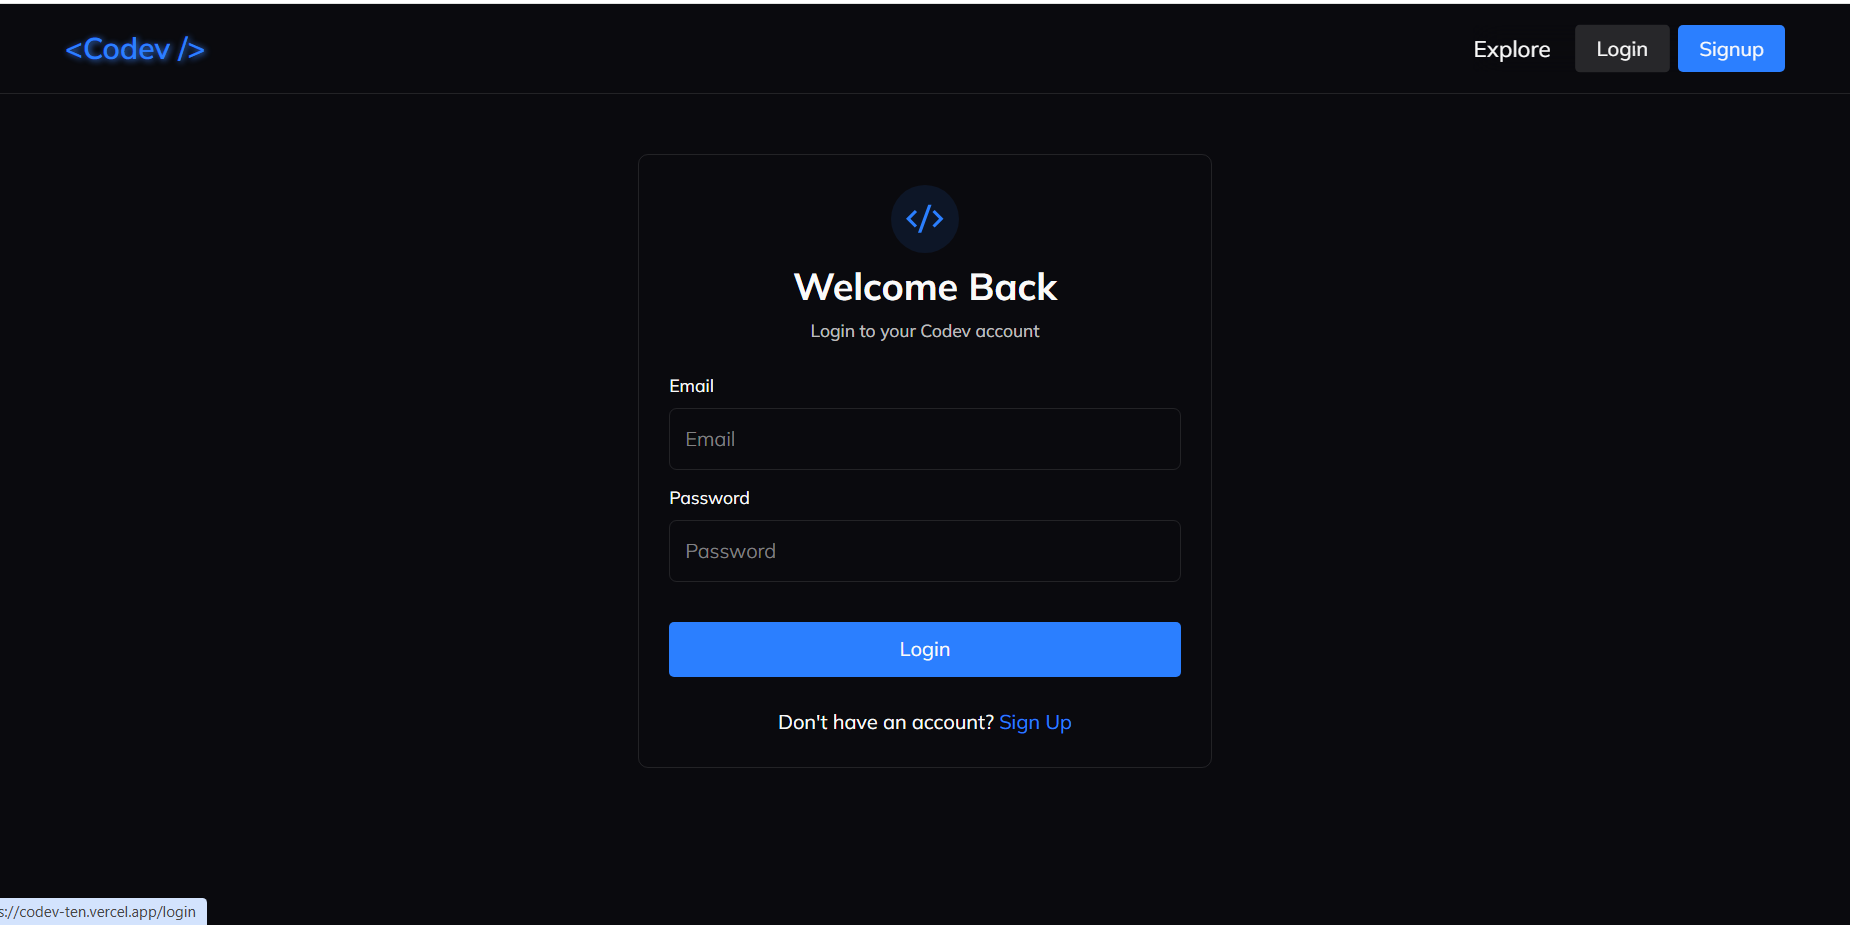 <Codev />
Explore
Login
Signup
</>
Welcome Back
Login to your Codev account
Email
Email
Password
Password
Login
Don't have an account? Sign Up
s://codev-ten.vercel.app/login